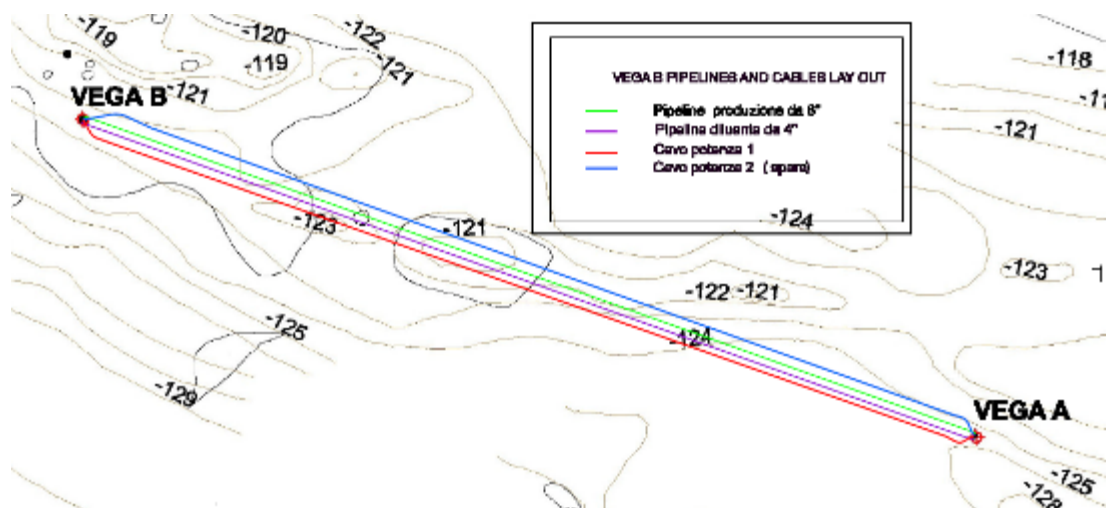 -119
-120
-122
-119
-121
-118
VEGA B
-121
VEGA B PIPELINES AND CABLES LAY OUT
Pipeline produzione da 8"
Pipeline diluente da 4"
Cavo potenza 1
Cavo potenza 2 ( spare)
-121
-123
-121
-124
-123
-122
-121
-125
-124
-129
VEGA A
-125
-128